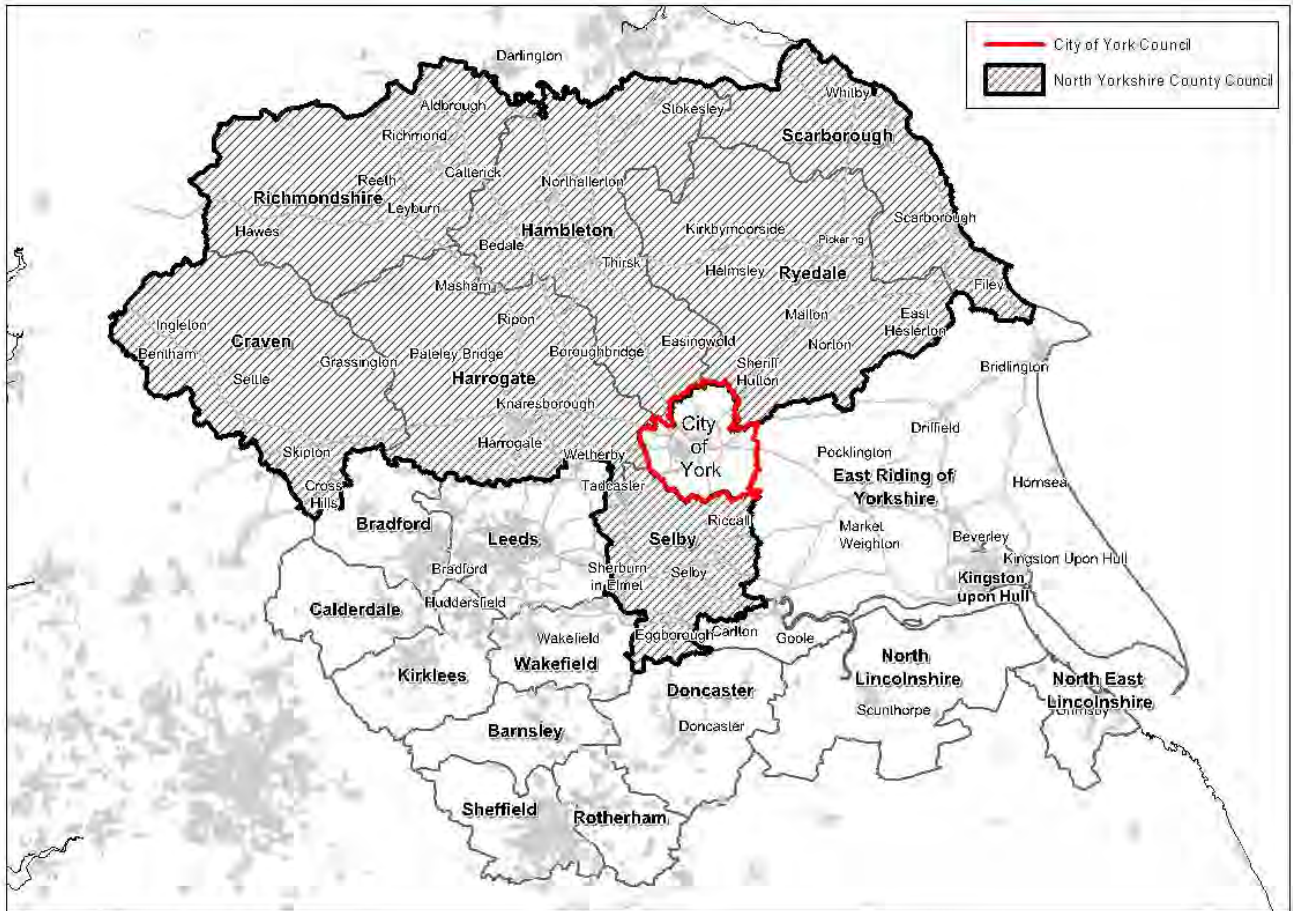 City of York Council
North Yorkshire County Council
Darlington
Aldbrough
Stokesley
Whitby
Richmond
Scarborough
Catterick
Reeth
Northallerton
Richmondshire
Leyburn
Scarborough
Hawes
Hambleton
Kirkbymoorside
Pickering
Bedale
Thirsk
Helmsley
Ryedale
Masham
Filey
Ingleton
Ripon
Malton
East
Heslerton
Craven
Bentham
Grassington
Pateley Bridge
Boroughbridge
Easingwold
Norton
Settle
Harrogate
Sheriff
Hutton
Bridlington
Knaresborough
City
of
York
Driffield
Harrogate
Skipton
Wetherby
Pocklington
Tadcaster
East Riding of
Yorkshire
Hornsea
Cross
Hills
Bradford
Leeds
Riccall
Selby
Market
Weighton
Beverley
Kingston Upon Hull
Bradford
Sherburn
in Elmet
Selby
Kingston
upon Hull
Calderdale
Huddersfield
Wakefield
Eggborough
Carlton
Goole
Wakefield
Kirklees
North
Lincolnshire
North East
Lincolnshire
Doncaster
Scunthorpe
Grimsby
Barnsley
Doncaster
Sheffield
Rotherham